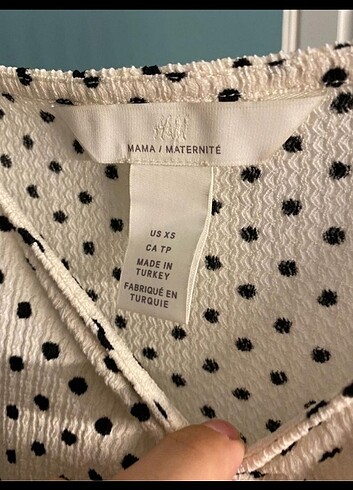 H&M
MAMA / MATERNITÉ
US XS
CA TP
MADE IN
TURKEY
FABRIQUÉ EN
TURQUIE